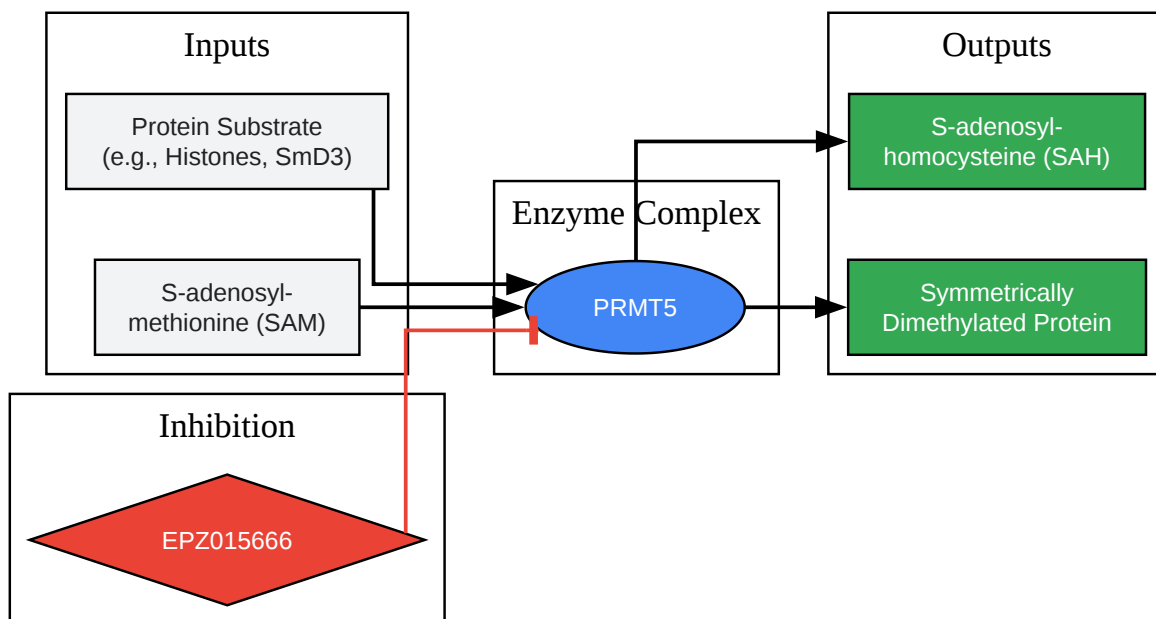 Inputs
Protein Substrate
(e.g., Histones, SmD3)
S-adenosyl-
methionine (SAM)
Enzyme Complex
PRMT5
Outputs
S-adenosyl-
homocysteine (SAH)
Symmetrically
Dimethylated Protein
Inhibition
EPZ015666